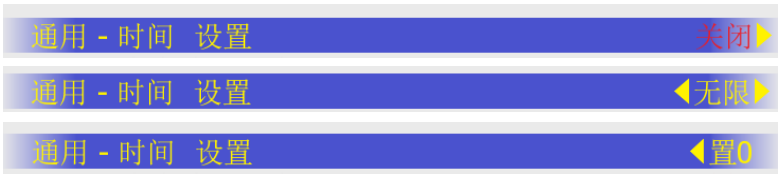 通用 - 时间 设置 关闭
通用 - 时间 设置 无限
通用 - 时间 设置 置0